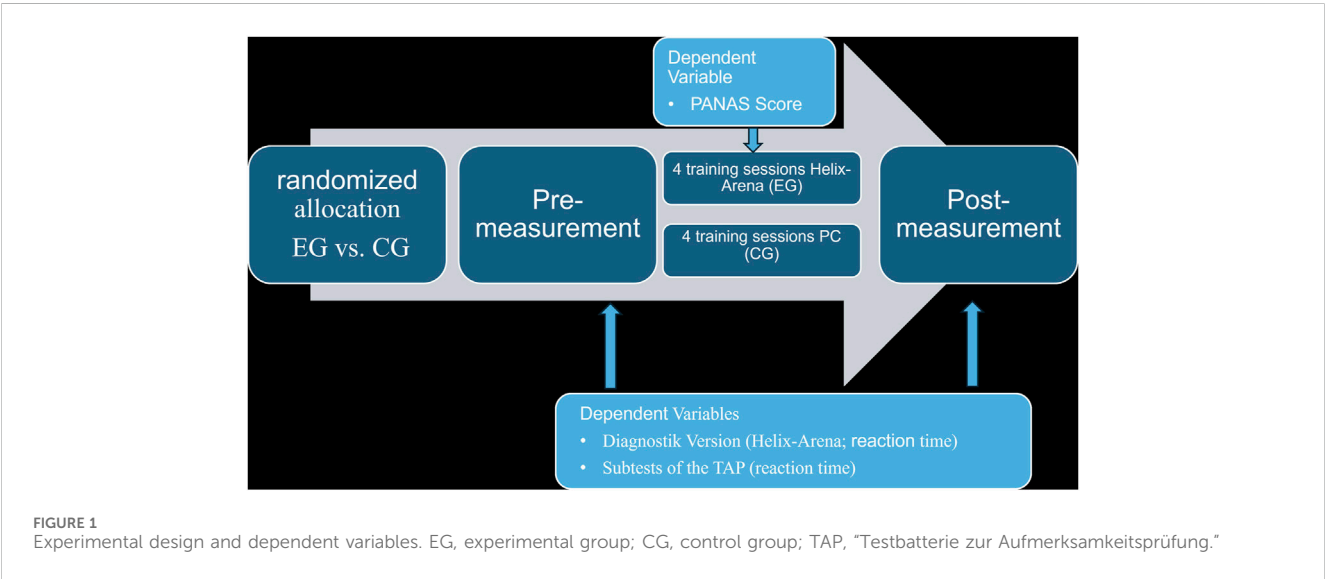 Dependent
Variable
• PANAS Score
randomized
allocation
EG vs. CG
Pre-
measurement
4 training sessions Helix-
Arena (EG)
4 training sessions PC
(CG)
Post-
measurement
Dependent Variables
• Diagnostik Version (Helix-Arena; reaction time)
• Subtests of the TAP (reaction time)
FIGURE 1
Experimental design and dependent variables. EG, experimental group; CG, control group; TAP, “Testbatterie zur Aufmerksamkeitsprüfung.”